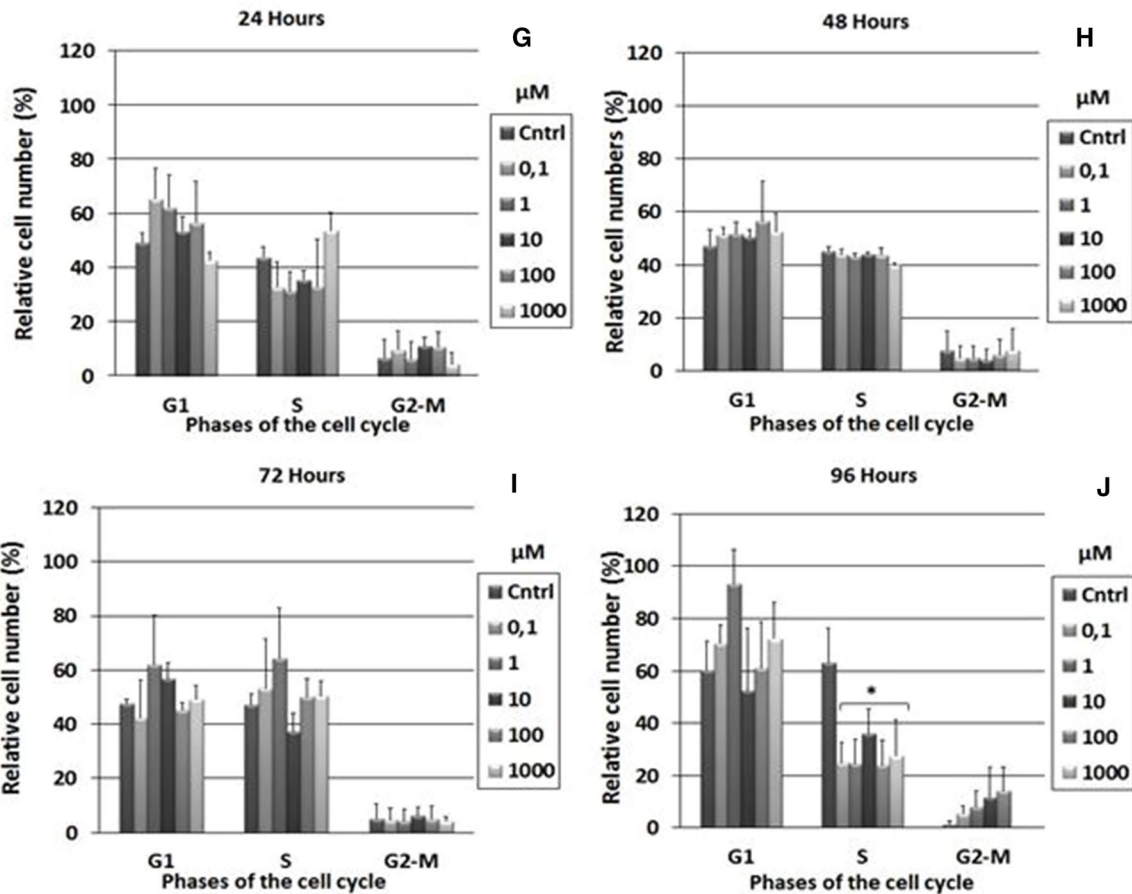 24 Hours
G
120
100
80
60
40
20
0
Relative cell number (%)
G1 S G2-M
Phases of the cell cycle
µM
Cntrl
0,1
1
10
100
1000
48 Hours
H
120
100
80
60
40
20
0
Relative cell numbers (%)
G1 S G2-M
Phases of the cell cycle
µM
Cntrl
0,1
1
10
100
1000
72 Hours
I
120
100
80
60
40
20
0
Relative cell number (%)
G1 S G2-M
Phases of the cell cycle
µM
Cntrl
0,1
1
10
100
1000
96 Hours
J
120
100
80
60
40
20
0
Relative cell number (%)
*
G1 S G2-M
Phases of the cell cycle
µM
Cntrl
0,1
1
10
100
1000